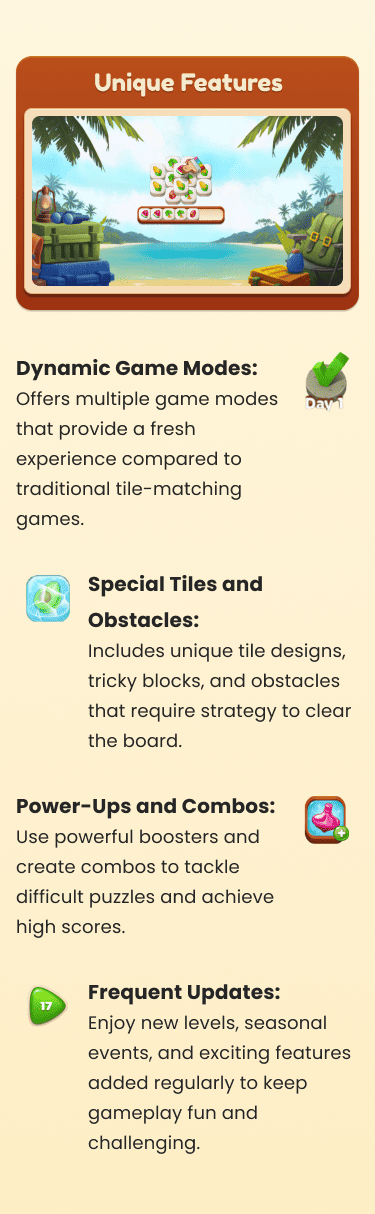 Unique Features
Dynamic Game Modes:
Offers multiple game modes
that provide a fresh
experience compared to
traditional tile-matching
games.
Day 1
Special Tiles and
Obstacles:
Includes unique tile designs,
tricky blocks, and obstacles
that require strategy to clear
the board.
Power-Ups and Combos:
Use powerful boosters and
create combos to tackle
difficult puzzles and achieve
high scores.
17
Frequent Updates:
Enjoy new levels, seasonal
events, and exciting features
added regularly to keep
gameplay fun and
challenging.